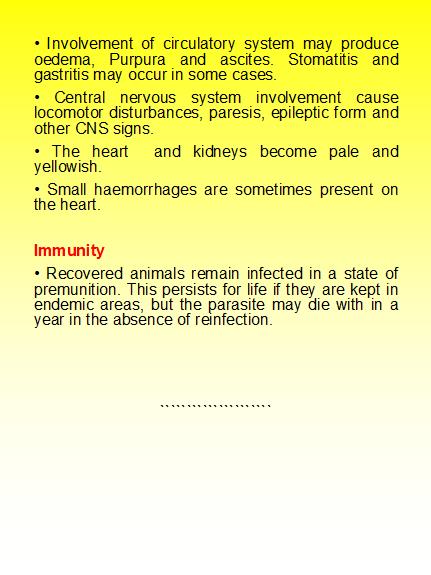 • Involvement of circulatory system may produce
oedema, Purpura and ascites. Stomatitis and
gastritis may occur in some cases.
• Central nervous system involvement cause
locomotor disturbances, paresis, epileptic form and
other CNS signs.
• The heart and kidneys become pale and
yellowish.
• Small haemorrhages are sometimes present on
the heart.
Immunity
• Recovered animals remain infected in a state of
premunition. This persists for life if they are kept in
endemic areas, but the parasite may die with in a
year in the absence of reinfection.
`````````````````````